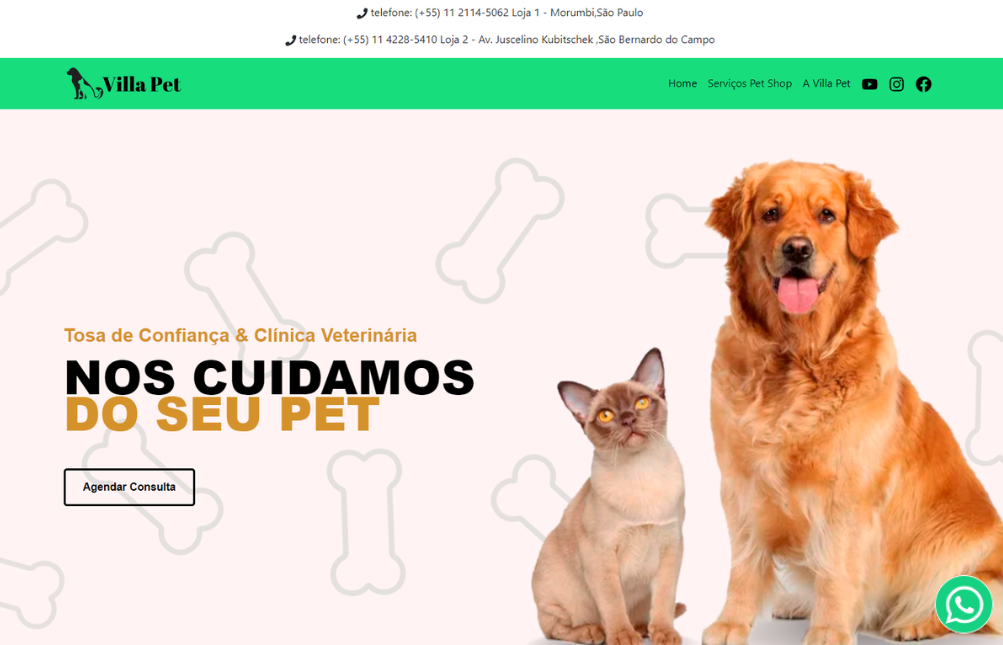 telefone: (+55) 11 2114-5062 Loja 1 - Morumbi,São Paulo
telefone: (+55) 11 4228-5410 Loja 2 - Av. Juscelino Kubitschek ,São Bernardo do Campo
Villa Pet
Home Serviços Pet Shop A Villa Pet
Tosa de Confiança & Clínica Veterinária
NOS CUIDAMOS
DO SEU PET
Agendar Consulta